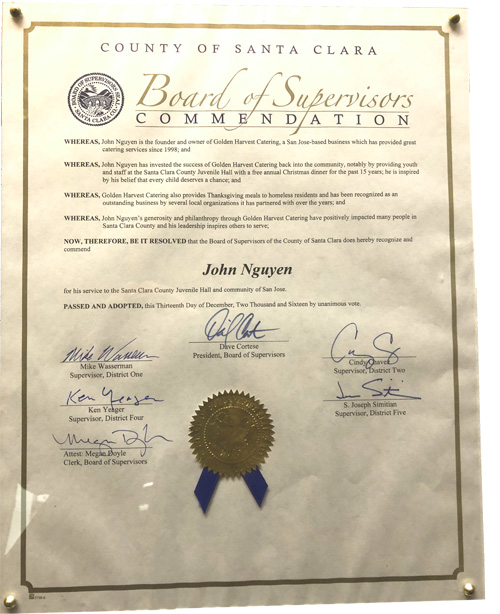 COUNTY OF SANTA CLARA
BOARD OF SUPERVISORS SEAL
SANTA CLARA CO.
Board of Supervisors
COMMENDATION
WHEREAS, John Nguyen is the founder and owner of Golden Harvest Catering, a San Jose-based business which has provided great
catering services since 1998; and
WHEREAS, John Nguyen has invested the success of Golden Harvest Catering back into the community, notably by providing youth
and staff at the Santa Clara County Juvenile Hall with a free annual Christmas dinner for the past 15 years; he is inspired
by his belief that every child deserves a chance; and
WHEREAS, Golden Harvest Catering also provides Thanksgiving meals to homeless residents and has been recognized as an
outstanding business by several local organizations it has partnered with over the years; and
WHEREAS, John Nguyen's generosity and philanthropy through Golden Harvest Catering have positively impacted many people in
Santa Clara County and his leadership inspires others to serve;
NOW, THEREFORE, BE IT RESOLVED that the Board of Supervisors of the County of Santa Clara does hereby recognize and
commend
John Nguyen
for his service to the Santa Clara County Juvenile Hall and community of San Jose.
PASSED AND ADOPTED, this Thirteenth Day of December, Two Thousand and Sixteen by unanimous vote.
Dave Cortese
President, Board of Supervisors
Mike Wasserman
Mike Wasserman
Supervisor, District One
Cindy Chavez
Supervisor, District Two
Ken Yeager
Ken Yeager
Supervisor, District Four
S. Joseph Simitian
Supervisor, District Five
Attest: Megan Doyle
Clerk, Board of Supervisors